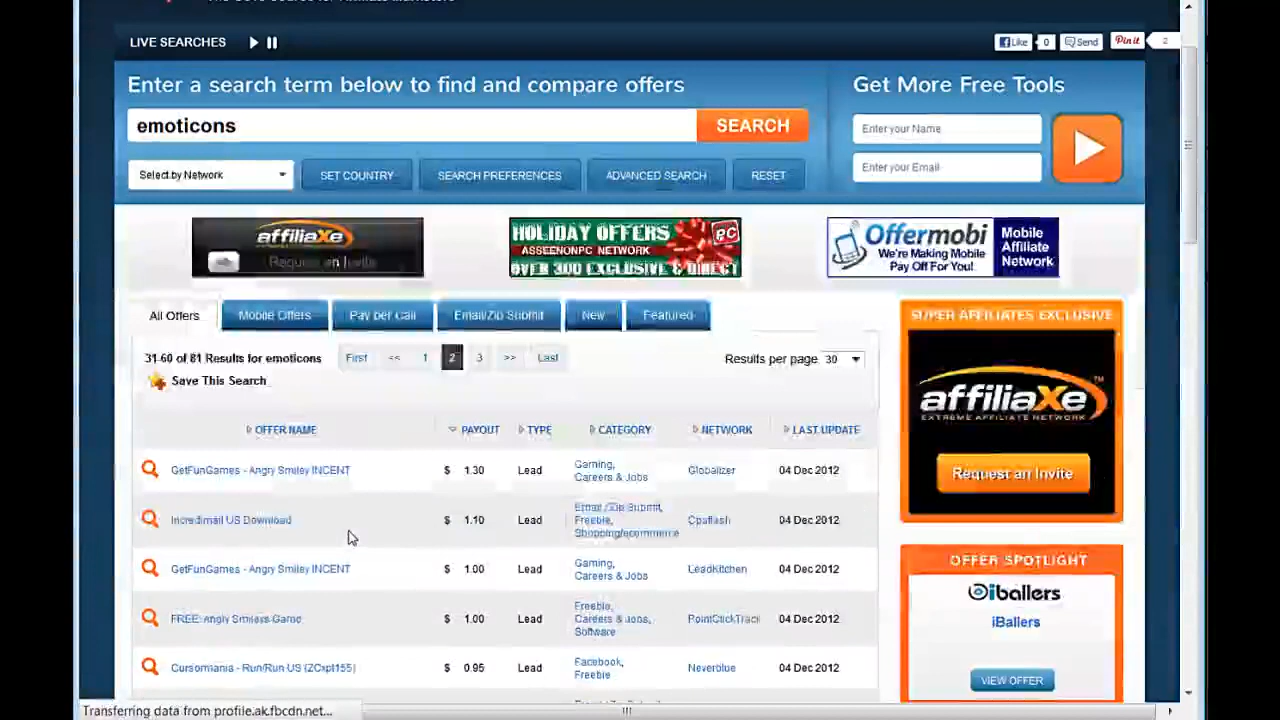 LIVE SEARCHES
Like 0 Send Pin it 2
Enter a search term below to find and compare offers
Get More Free Tools
emoticons
SEARCH
Enter your Name
Enter your Email
Select by Network
SET COUNTRY
SEARCH PREFERENCES
ADVANCED SEARCH
RESET
affiliaXe
Request an Invite
HOLIDAY OFFERS
PC
ASSEENONPC NETWORK
OVER 300 EXCLUSIVE & DIRECT
Offermobi
We're Making Mobile
Pay Off For You!
Mobile
Affiliate
Network
All Offers
Mobile Offers
Pay per Call
Email/Zip Submit
New
Featured
31-60 of 81 Results for emoticons
First << 1 2 3 >> Last
Results per page 30
Save This Search
OFFER NAME PAYOUT TYPE CATEGORY NETWORK LAST UPDATE
GetFunGames - Angry Smiley INCENT $ 1.30 Lead Gaming, Careers & Jobs Globalizer 04 Dec 2012
Incredimail US Download $ 1.10 Lead Email /Zip Submit, Freebie, Shopping/ecommerce Cpaflash 04 Dec 2012
GetFunGames - Angry Smiley INCENT $ 1.00 Lead Gaming, Careers & Jobs LeadKitchen 04 Dec 2012
FREE: Angry Smileys Game $ 1.00 Lead Freebie, Careers & Jobs, Software PointClickTrack 04 Dec 2012
Cursormania - Run/Run US (ZCxpt155) $ 0.95 Lead Facebook, Freebie Neverblue 04 Dec 2012
SUPER AFFILIATES EXCLUSIVE
affiliaXe™
EXTREME AFFILIATE NETWORK
Request an Invite
OFFER SPOTLIGHT
iballers
iBallers
VIEW OFFER
Transferring data from profile.ak.fbcdn.net...